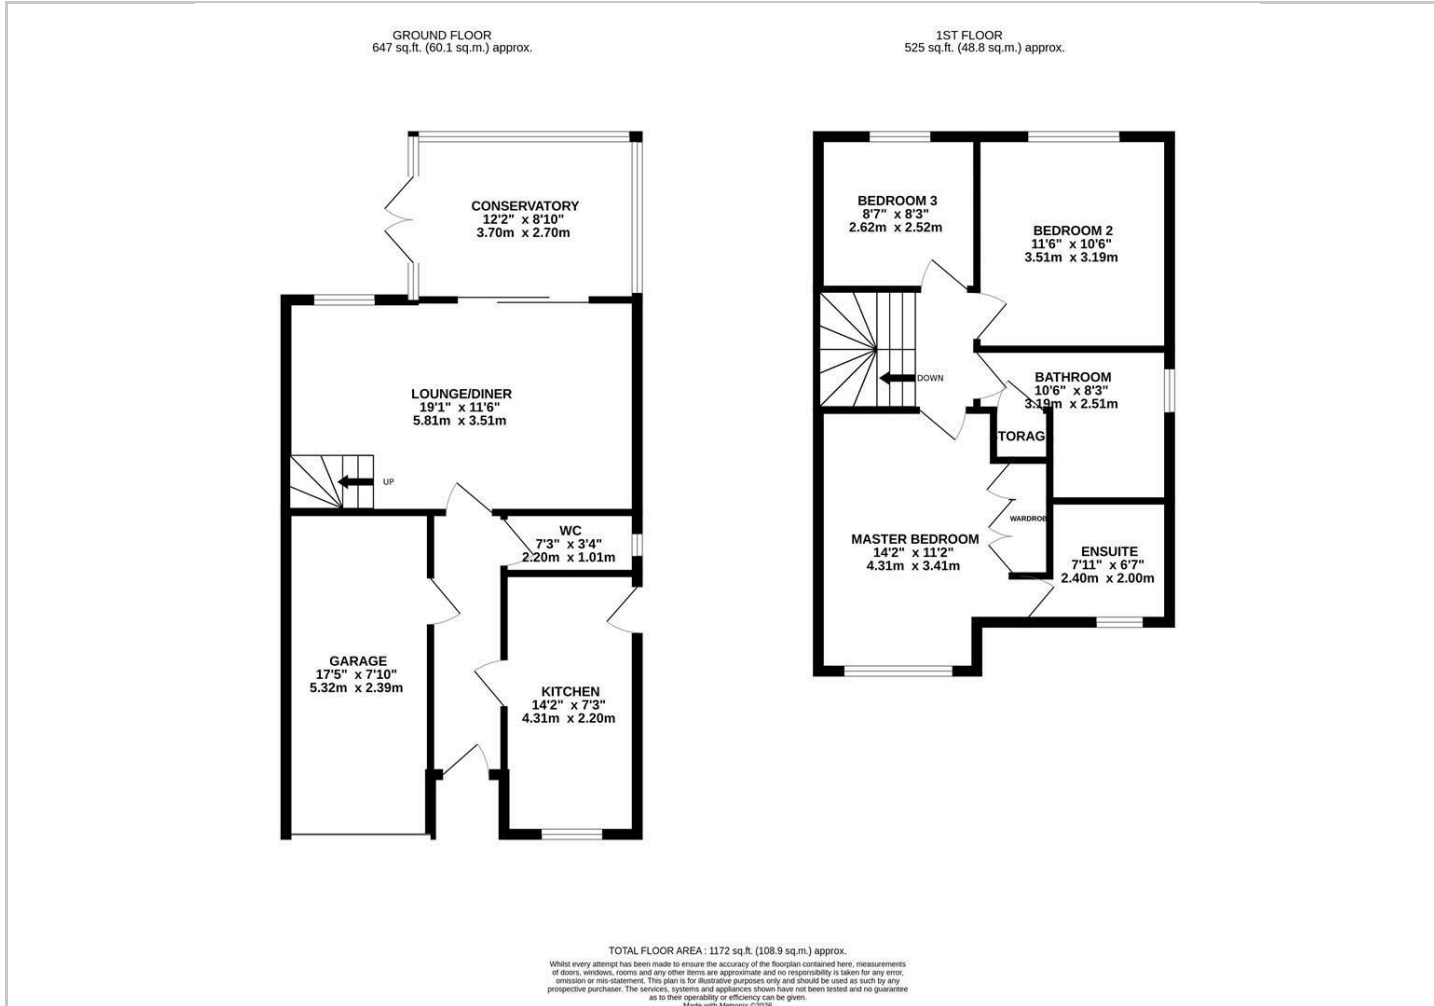 GROUND FLOOR
647 sq.ft. (60.1 sq.m.) approx.
1ST FLOOR
525 sq.ft. (48.8 sq.m.) approx.
CONSERVATORY
12'2" x 8'10"
3.70m x 2.70m
LOUNGE/DINER
19'1" x 11'6"
5.81m x 3.51m
UP
WC
7'3" x 3'4"
2.20m x 1.01m
GARAGE
17'5" x 7'10"
5.32m x 2.39m
KITCHEN
14'2" x 7'3"
4.31m x 2.20m
BEDROOM 3
8'7" x 8'3"
2.62m x 2.52m
BEDROOM 2
11'6" x 10'6"
3.51m x 3.19m
DOWN
BATHROOM
10'6" x 8'3"
3.19m x 2.51m
TORAG
WARDROB
MASTER BEDROOM
14'2" x 11'2"
4.31m x 3.41m
ENSUITE
7'11" x 6'7"
2.40m x 2.00m
TOTAL FLOOR AREA : 1172 sq.ft. (108.9 sq.m.) approx.
Whilst every attempt has been made to ensure the accuracy of the floorplan contained here, measurements
of doors, windows, rooms and any other items are approximate and no responsibility is taken for any error,
omission or mis-statement. This plan is for illustrative purposes only and should be used as such by any
prospective purchaser. The services, systems and appliances shown have not been tested and no guarantee
as to their operability or efficiency can be given.
Made with Metropix ©2026